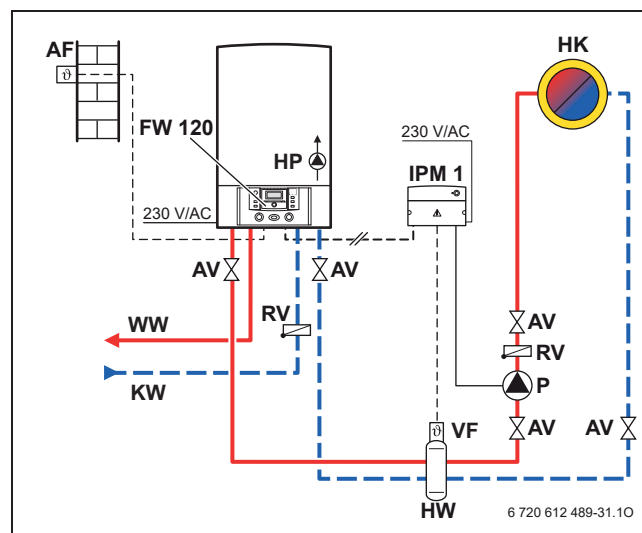 AF
HK
FW 120
230 V/AC
HP
IPM 1
230 V/AC
AV
AV
RV
AV
WW
RV
KW
P
VF
AV
AV
HW
6 720 612 489-31.1O